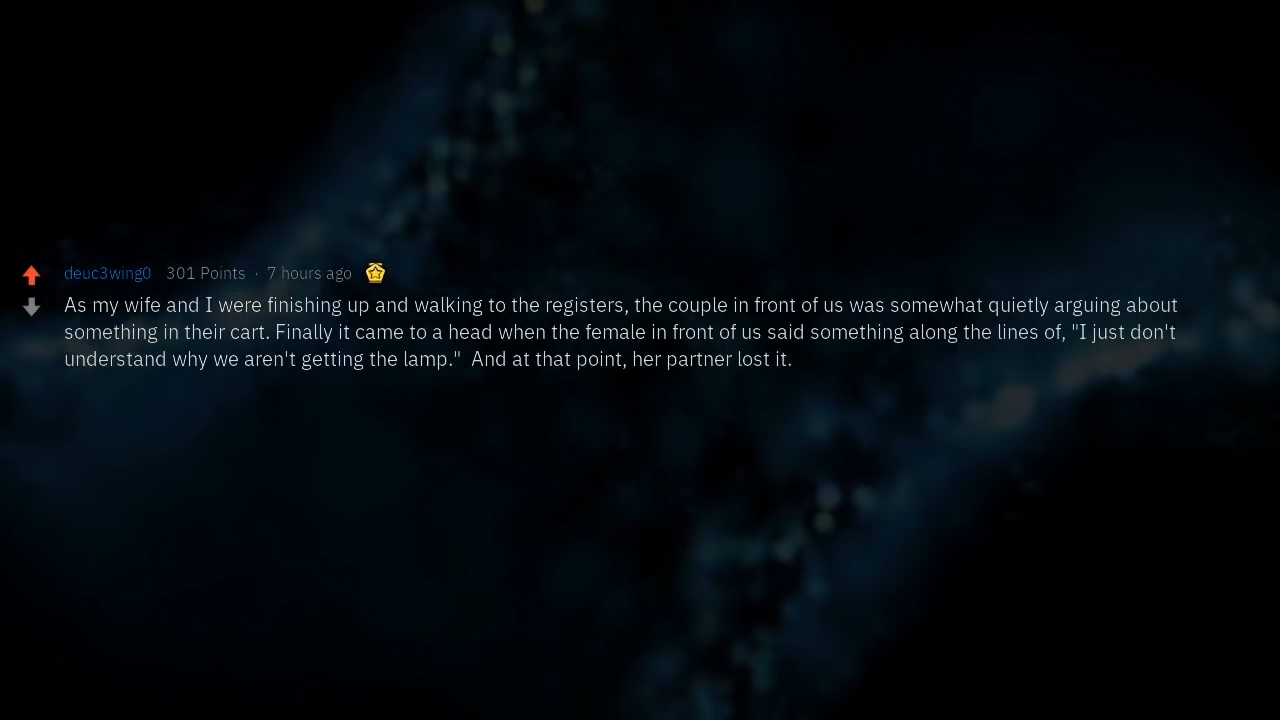 deuc3wing0 301 Points · 7 hours ago
As my wife and I were finishing up and walking to the registers, the couple in front of us was somewhat quietly arguing about
something in their cart. Finally it came to a head when the female in front of us said something along the lines of, "I just don't
understand why we aren't getting the lamp."  And at that point, her partner lost it.